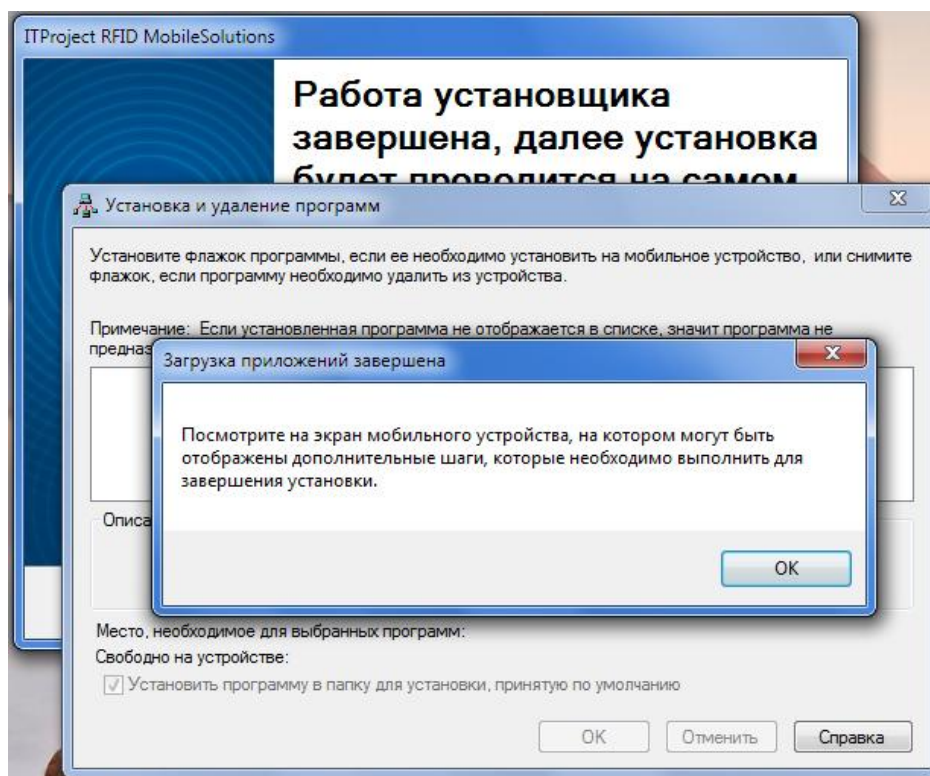 ITProject RFID MobileSolutions
Работа установщика
завершена, далее установка
будет проводится на самом
Установка и удаление программ
Установите флажок программы, если ее необходимо установить на мобильное устройство, или снимите
флажок, если программу необходимо удалить из устройства.
Примечание: Если установленная программа не отображается в списке, значит программа не
Загрузка приложений завершена
Посмотрите на экран мобильного устройства, на котором могут быть
отображены дополнительные шаги, которые необходимо выполнить для
завершения установки.
OK
Место, необходимое для выбранных программ:
Свободно на устройстве:
Установить программу в папку для установки, принятую по умолчанию
OK Отменить Справка